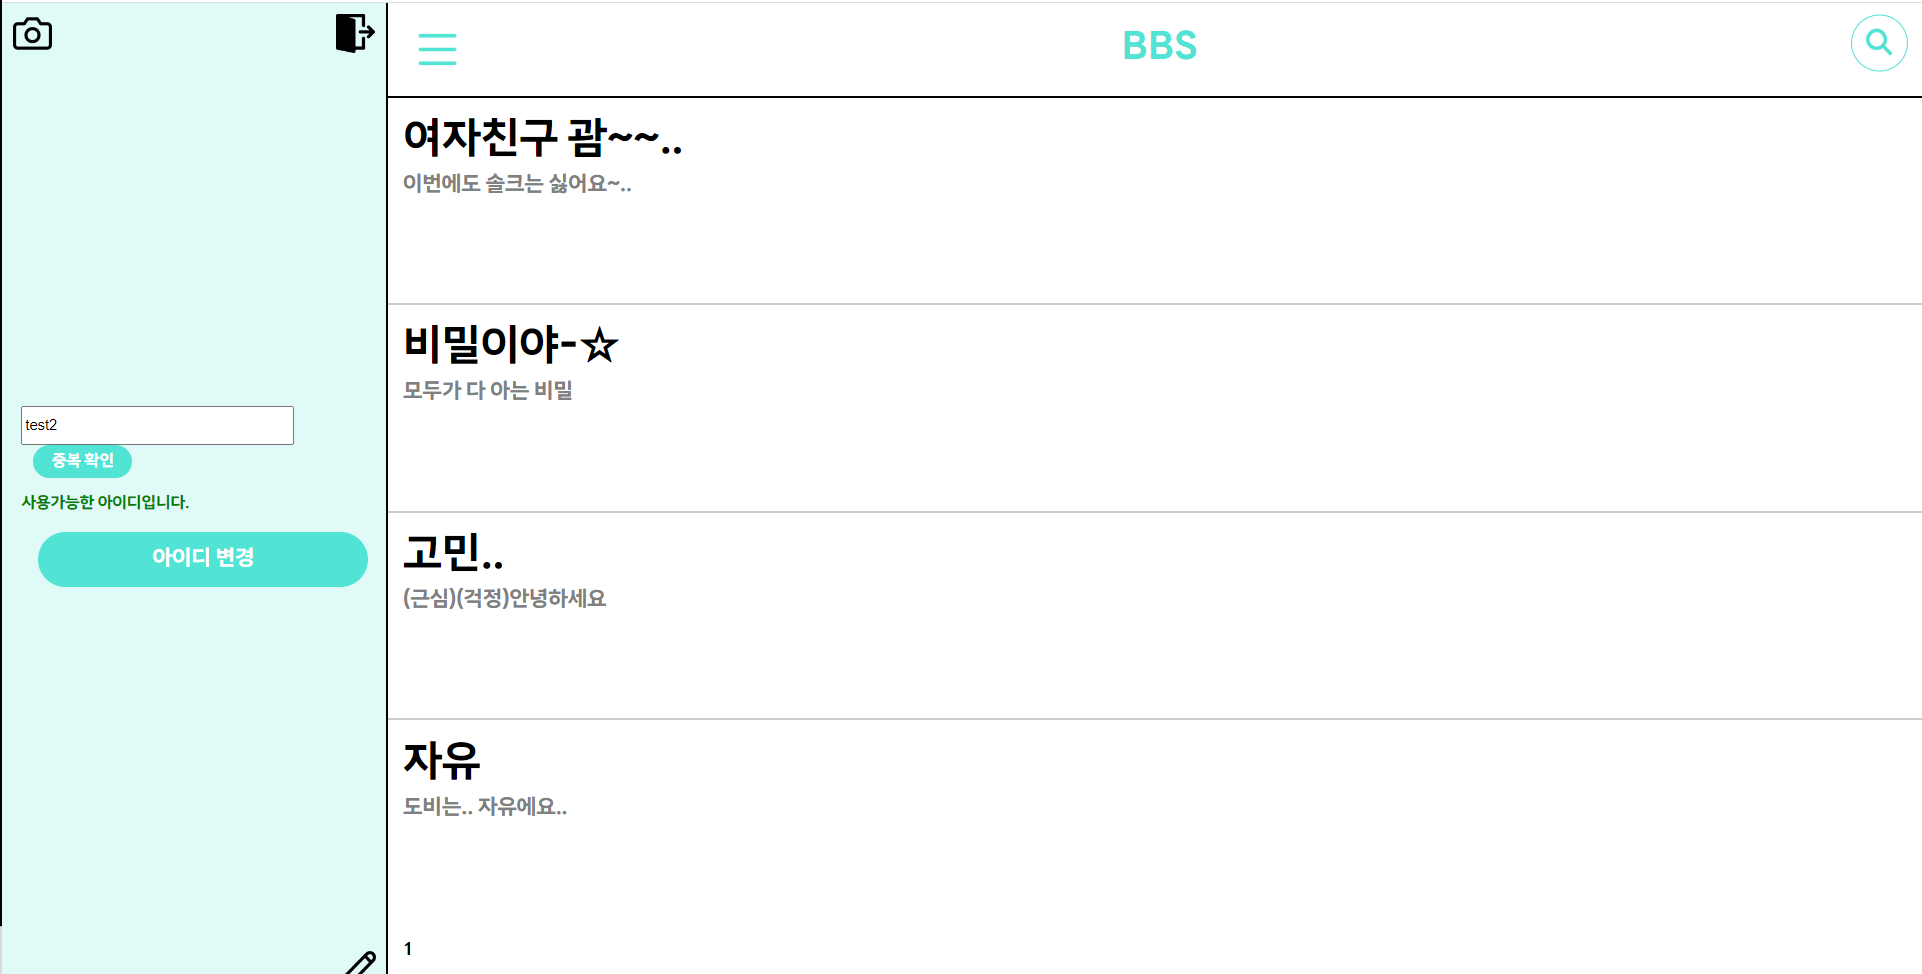 test2
중복 확인
사용가능한 아이디입니다.
아이디 변경
BBS
여자친구 괌~~..
이번에도 솔크는 싫어요~..
비밀이야-☆
모두가 다 아는 비밀
고민..
(근심)(걱정)안녕하세요
자유
도비는.. 자유에요..
1